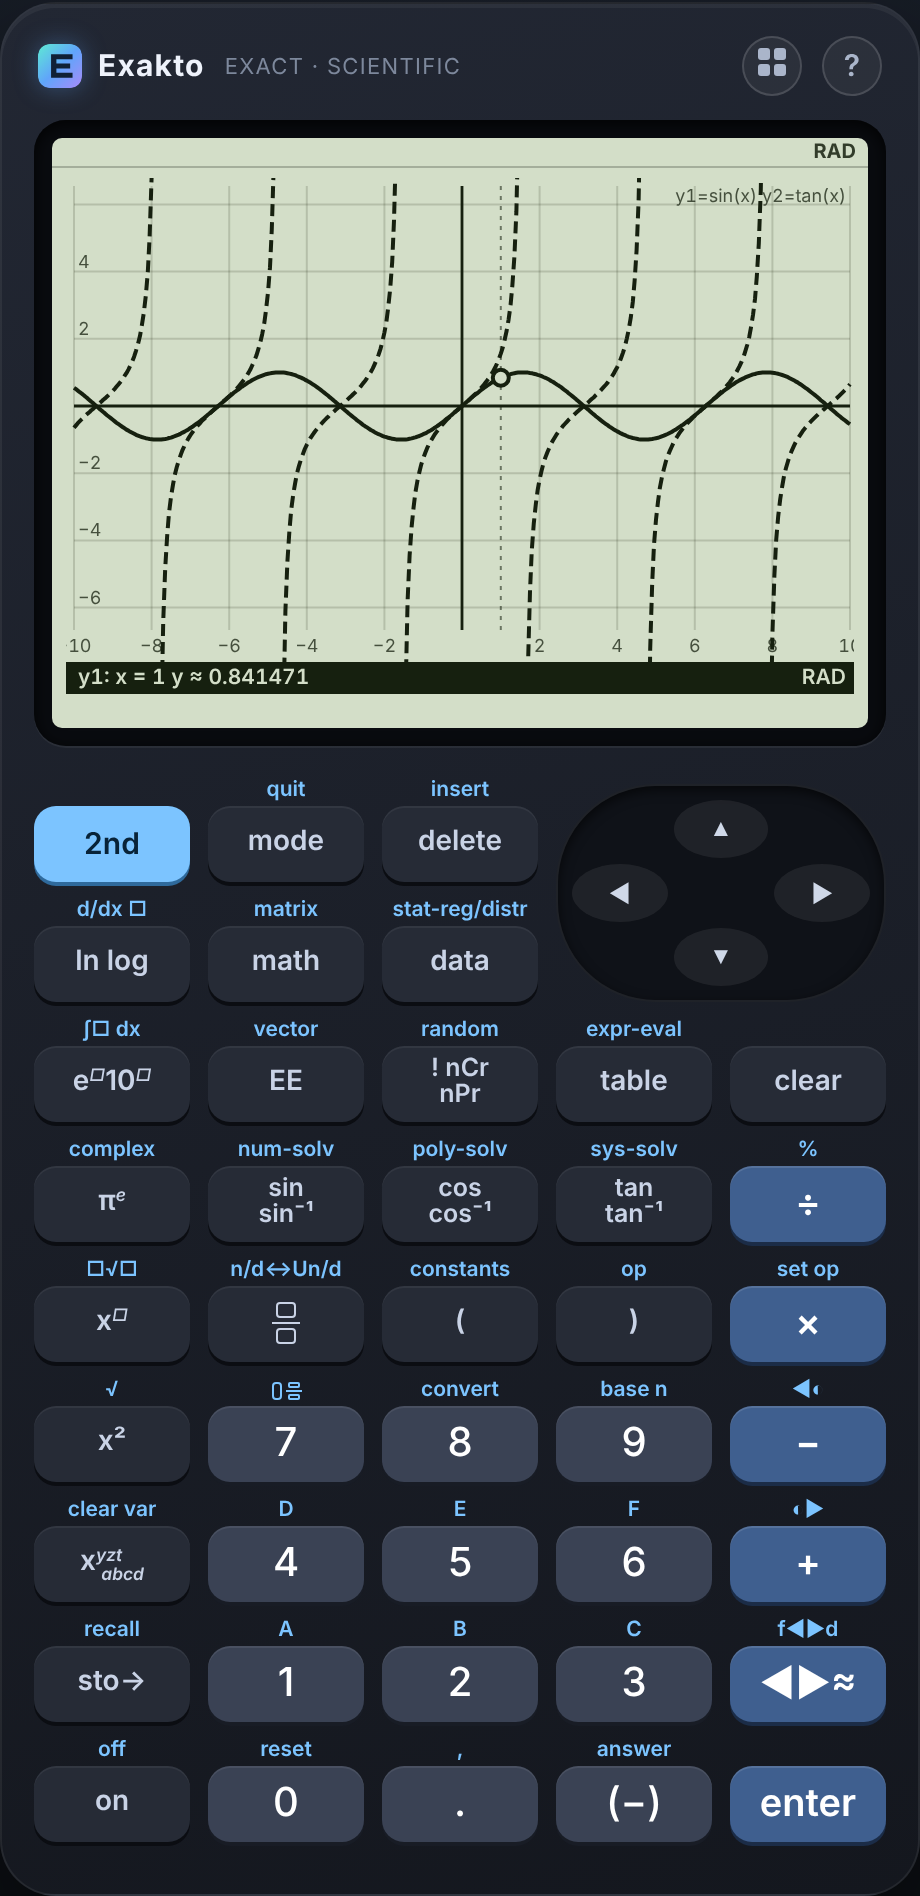 E Exakto EXACT · SCIENTIFIC ?
RAD
y1=sin(x) y2=tan(x)
4
2
−2
−4
−6
10 −8 −6 −4 −2 2 4 6 8 10
y1: x = 1 y ≈ 0.841471 RAD
quit insert
2nd mode delete ▲
◀ ▶
d/dx □ matrix stat-reg/distr
ln log math data ▼
∫□ dx vector random expr-eval
e□10□ EE ! nCr table clear
nPr
complex num-solv poly-solv sys-solv %
πe sin cos tan ÷
sin⁻¹ cos⁻¹ tan⁻¹
□√□ n/d↔Un/d constants op set op
x□ ( ) ×
√ convert base n
x² 7 8 9 −
clear var D E F
xyzt 4 5 6 +
abcd
recall A B C f◀▶d
sto→ 1 2 3 ◀▶≈
off reset , answer
on 0 . (−) enter